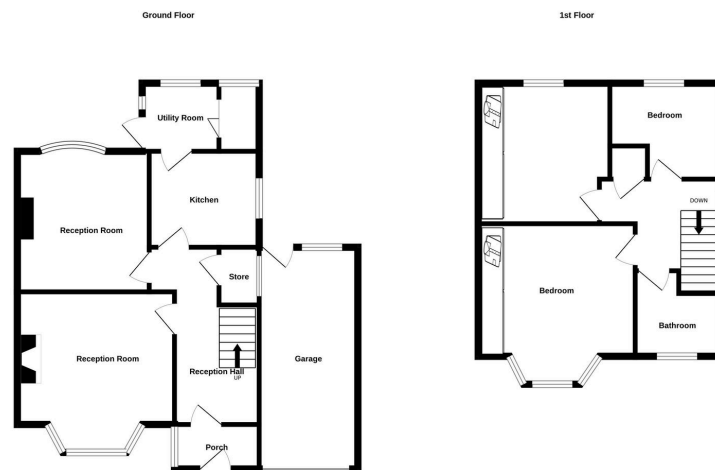 Ground Floor
1st Floor
Utility Room
Kitchen
Reception Room
Store
Reception Room
Reception Hall
UP
Garage
Porch
Bedroom
DOWN
Bedroom
Bathroom